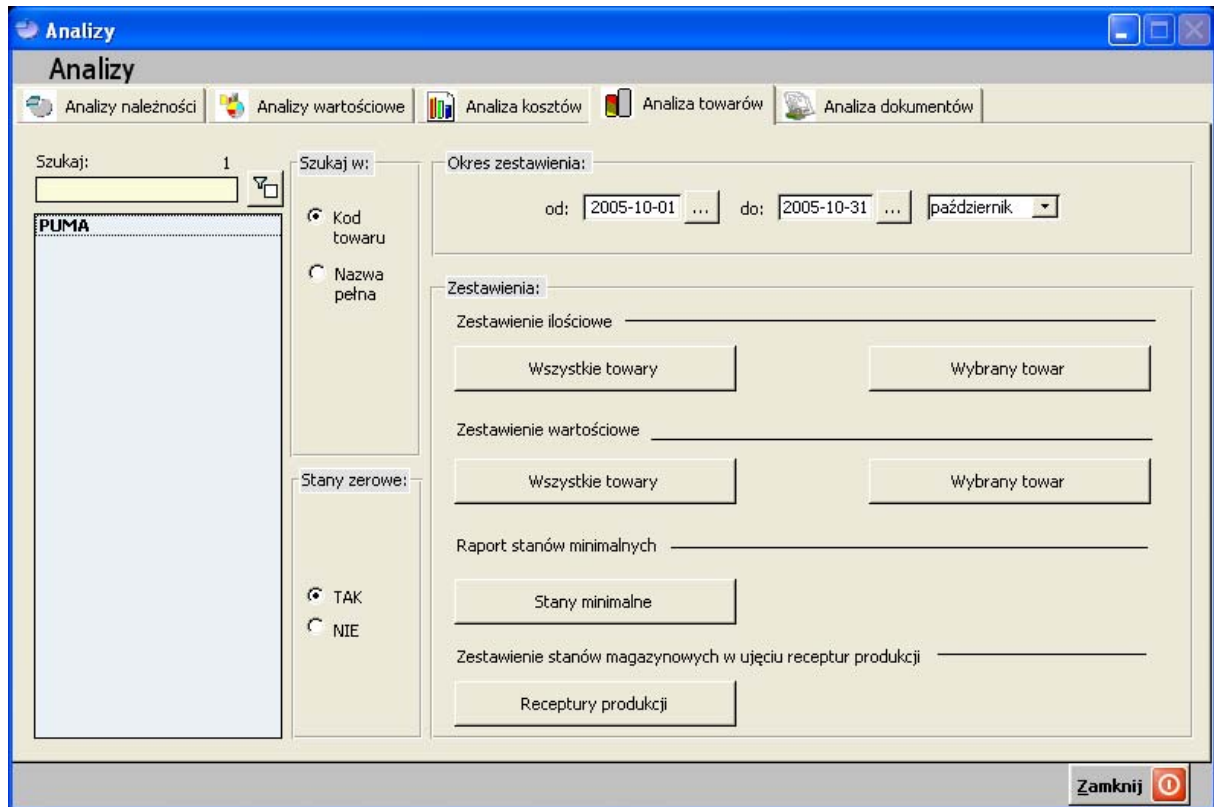 Analizy
Analizy
Analizy należności
Analizy wartościowe
Analiza kosztów
Analiza towarów
Analiza dokumentów
Szukaj: 1
PUMA
Szukaj w:
Kod
towaru
Nazwa
pełna
Stany zerowe:
TAK
NIE
Okres zestawienia:
od: 2005-10-01 ... do: 2005-10-31 ... październik
Zestawienia:
Zestawienie ilościowe
Wszystkie towary
Wybrany towar
Zestawienie wartościowe
Wszystkie towary
Wybrany towar
Raport stanów minimalnych
Stany minimalne
Zestawienie stanów magazynowych w ujęciu receptur produkcji
Receptury produkcji
Zamknij